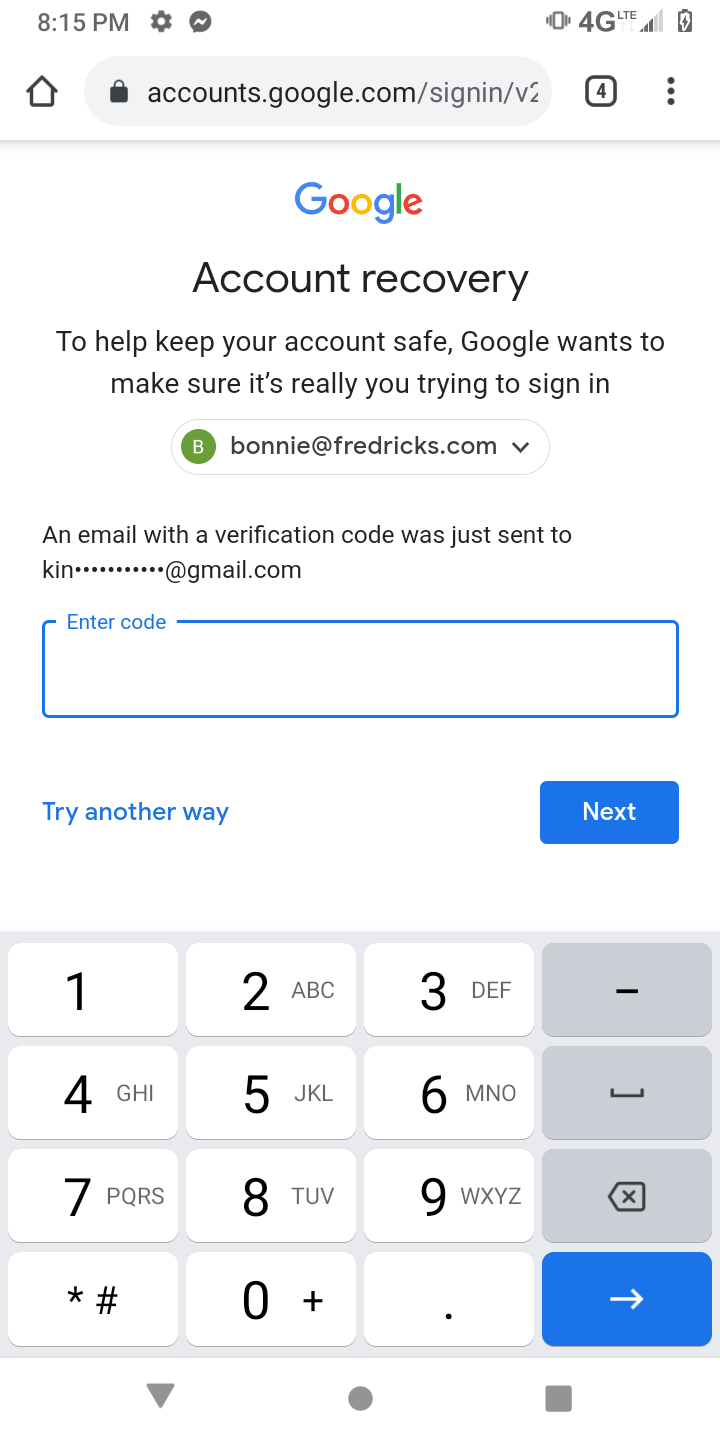 8:15 PM 4G LTE
accounts.google.com/signin/v2 4
Google
Account recovery
To help keep your account safe, Google wants to
make sure it’s really you trying to sign in
B bonnie@fredricks.com
An email with a verification code was just sent to
kin•••••••••••@gmail.com
Enter code
Try another way Next
1 2 ABC 3 DEF –
4 GHI 5 JKL 6 MNO
7 PQRS 8 TUV 9 WXYZ
* # 0 + .